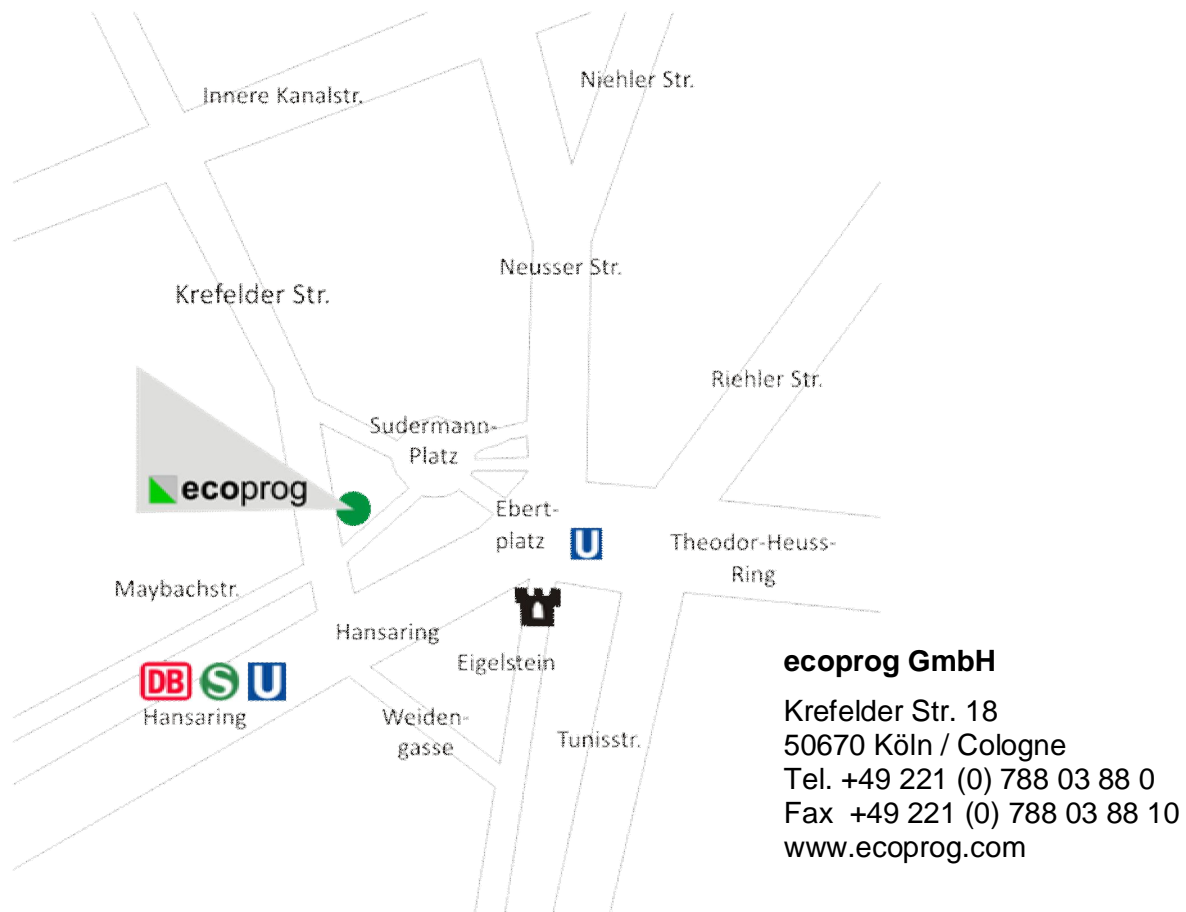 Niehler Str.
Innere Kanalstr.
Neusser Str.
Krefelder Str.
Riehler Str.
Sudermann-
Platz
ecoprog
Ebert-
platz
U
Theodor-Heuss-
Ring
Maybachstr.
Hansaring
Eigelstein
DB S U
Hansaring
Weiden-
gasse
Tunisstr.
ecoprog GmbH
Krefelder Str. 18
50670 Köln / Cologne
Tel. +49 221 (0) 788 03 88 0
Fax  +49 221 (0) 788 03 88 10
www.ecoprog.com